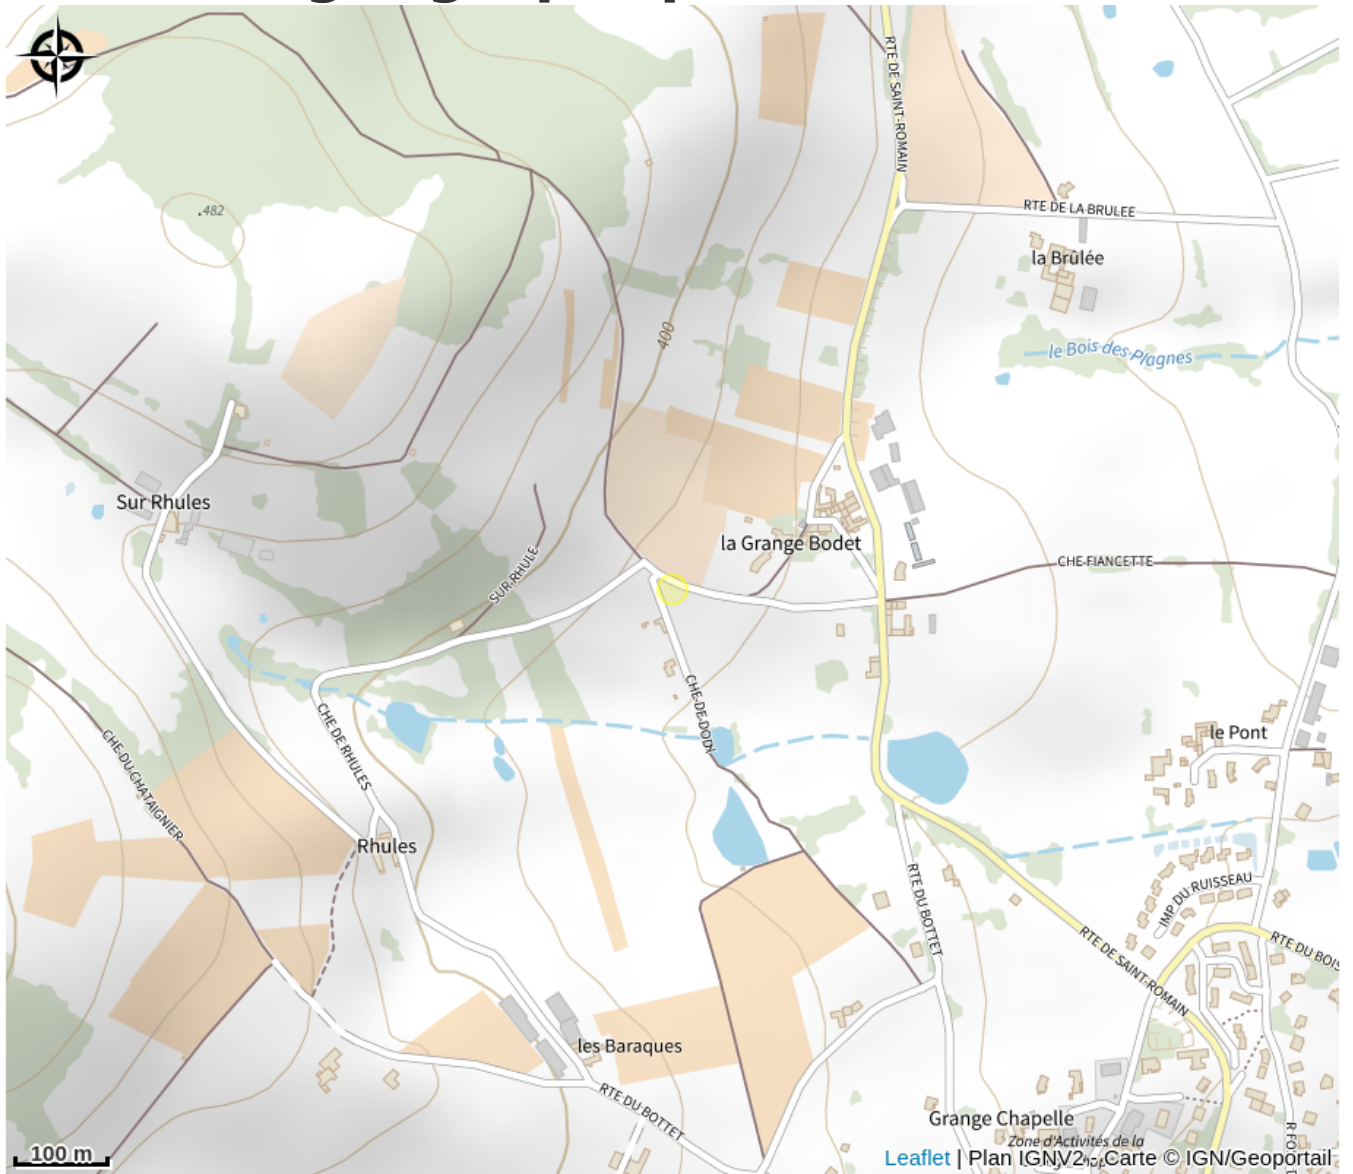 RTE DE SAINT-ROMAIN
.482
RTE DE LA BRULEE
la Brûlée
400
le Bois des Plagnes
Sur Rhules
la Grange Bodet
CHE FIANCETTE
SUR RHULE
CHE DE DODI
CHE DE RHULES
CHE DU CHATAIGNIER
le Pont
Rhules
RTE DU BOTTET
IMP DU RUISSEAU
RTE DE SAINT-ROMAIN
RTE DU BOIS
les Baraques
RTE DU BOTTET
Grange Chapelle
Zone d'Activités de la
R FO
100 m
Leaflet | Plan IGNV2 - Carte © IGN/Geoportail